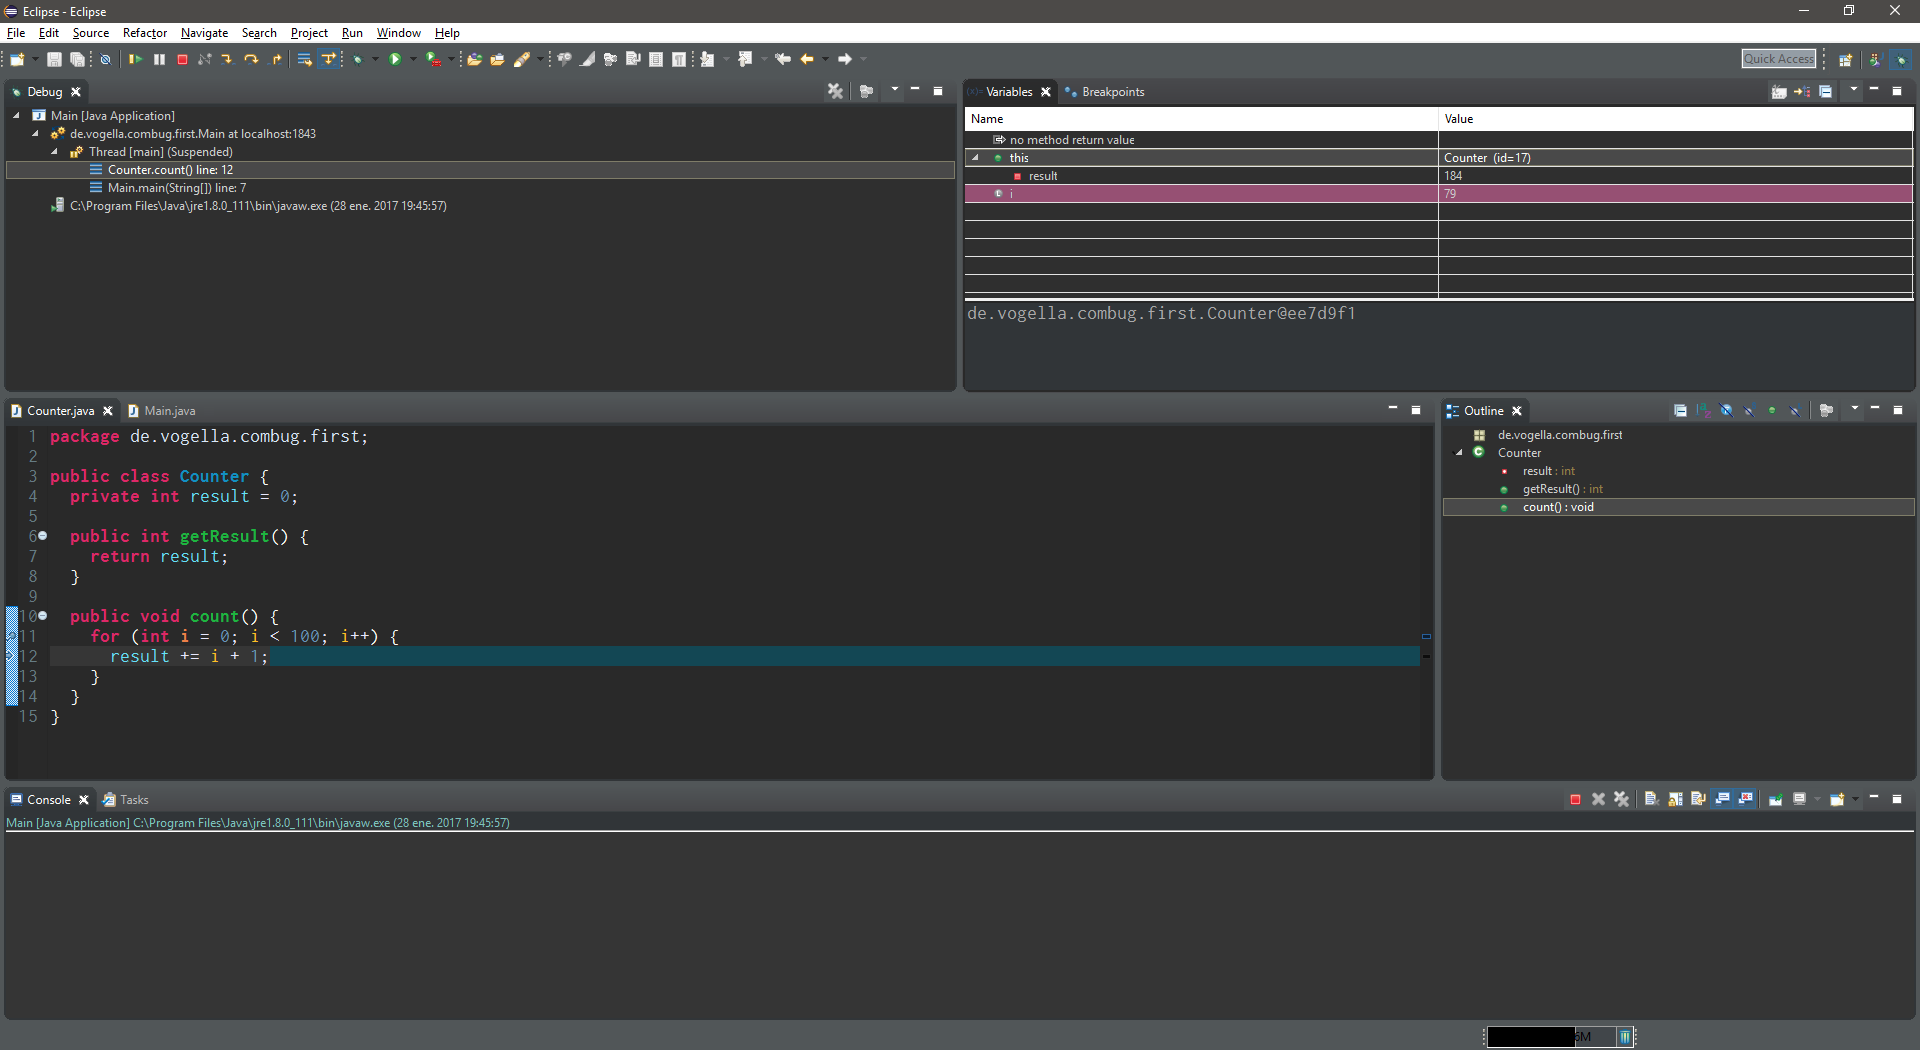 Eclipse - Eclipse
File Edit Source Refactor Navigate Search Project Run Window Help
Quick Access
Debug
Main [Java Application]
de.vogella.combug.first.Main at localhost:1843
Thread [main] (Suspended)
Counter.count() line: 12
Main.main(String[]) line: 7
C:\Program Files\Java\jre1.8.0_111\bin\javaw.exe (28 ene. 2017 19:45:57)
Variables Breakpoints
Name Value
no method return value
this Counter (id=17)
result 184
i 79
de.vogella.combug.first.Counter@ee7d9f1
Counter.java Main.java
1 package de.vogella.combug.first;
2
3 public class Counter {
4 private int result = 0;
5
6 public int getResult() {
7 return result;
8 }
9
10 public void count() {
11 for (int i = 0; i < 100; i++) {
12 result += i + 1;
13 }
14 }
15 }
Outline
de.vogella.combug.first
Counter
result : int
getResult() : int
count() : void
Console Tasks
Main [Java Application] C:\Program Files\Java\jre1.8.0_111\bin\javaw.exe (28 ene. 2017 19:45:57)